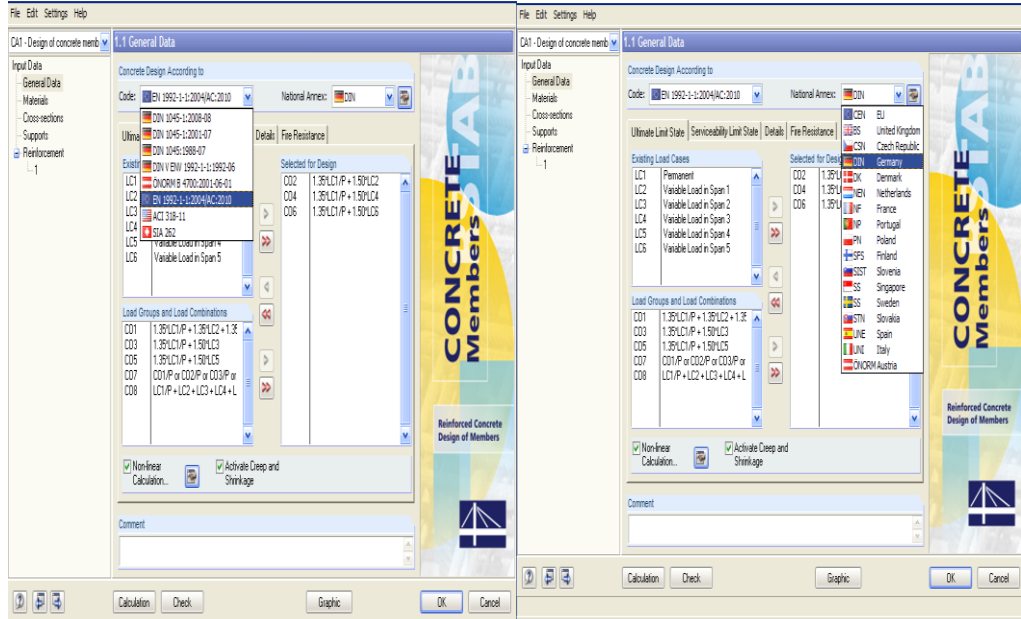 File Edit Settings Help
CA1 - Design of concrete memb
1.1 General Data
Input Data
General Data
Materials
Cross-sections
Supports
Reinforcement
1
Concrete Design According to
Code: EN 1992-1-1:2004/AC:2010
National Annex: DIN
DIN 1045-1:2008-08
DIN 1045-1:2001-07
DIN 1045:1988-07
DIN V ENV 1992-1-1:1992-06
ÖNORM B 4700:2001-06-01
EN 1992-1-1:2004/AC:2010
ACI 318-11
SIA 262
Ultima
Details
Fire Resistance
Existin
LC1
LC2
LC3
LC4
LC5 Variable Load in Span 4
LC6 Variable Load in Span 5
Selected for Design
CO2 1.35*LC1/P + 1.50*LC2
CO4 1.35*LC1/P + 1.50*LC4
CO6 1.35*LC1/P + 1.50*LC6
Load Groups and Load Combinations
CO1 1.35*LC1/P + 1.35*LC2 + 1.35
CO3 1.35*LC1/P + 1.50*LC3
CO5 1.35*LC1/P + 1.50*LC5
CO7 CO1/P or CO2/P or CO3/P or
CO8 LC1/P + LC2 + LC3 + LC4 + L
Non-linear
Calculation...
Activate Creep and
Shrinkage
Comment
CONCRETE
Members
Reinforced Concrete
Design of Members
Calculation
Check
Graphic
OK
Cancel
File Edit Settings Help
CA1 - Design of concrete memb
1.1 General Data
Input Data
General Data
Materials
Cross-sections
Supports
Reinforcement
1
Concrete Design According to
Code: EN 1992-1-1:2004/AC:2010
National Annex: DIN
CEN EU
BS United Kingdom
CSN Czech Republic
DIN Germany
DK Denmark
NEN Netherlands
NF France
NP Portugal
PN Poland
SFS Finland
SIST Slovenia
SS Singapore
SS Sweden
STN Slovakia
UNE Spain
UNI Italy
ÖNORM Austria
Ultimate Limit State
Serviceability Limit State
Details
Fire Resistance
Existing Load Cases
LC1 Permanent
LC2 Variable Load in Span 1
LC3 Variable Load in Span 2
LC4 Variable Load in Span 3
LC5 Variable Load in Span 4
LC6 Variable Load in Span 5
Selected for Desig
CO2 1.35*L
CO4 1.35*L
CO6 1.35*L
Load Groups and Load Combinations
CO1 1.35*LC1/P + 1.35*LC2 + 1.35
CO3 1.35*LC1/P + 1.50*LC3
CO5 1.35*LC1/P + 1.50*LC5
CO7 CO1/P or CO2/P or CO3/P or
CO8 LC1/P + LC2 + LC3 + LC4 + L
Non-linear
Calculation...
Activate Creep and
Shrinkage
Comment
STAB
CONCRETE
Members
Reinforced Concrete
Design of Members
Calculation
Check
Graphic
OK
Cancel